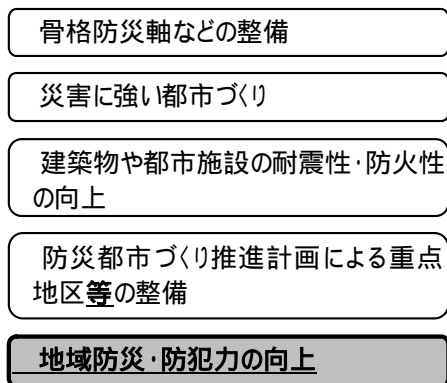 骨格防災軸などの整備
災害に強い都市づくり
建築物や都市施設の耐震性・防火性
の向上
防災都市づくり推進計画による重点
地区等の整備
地域防災・防犯力の向上